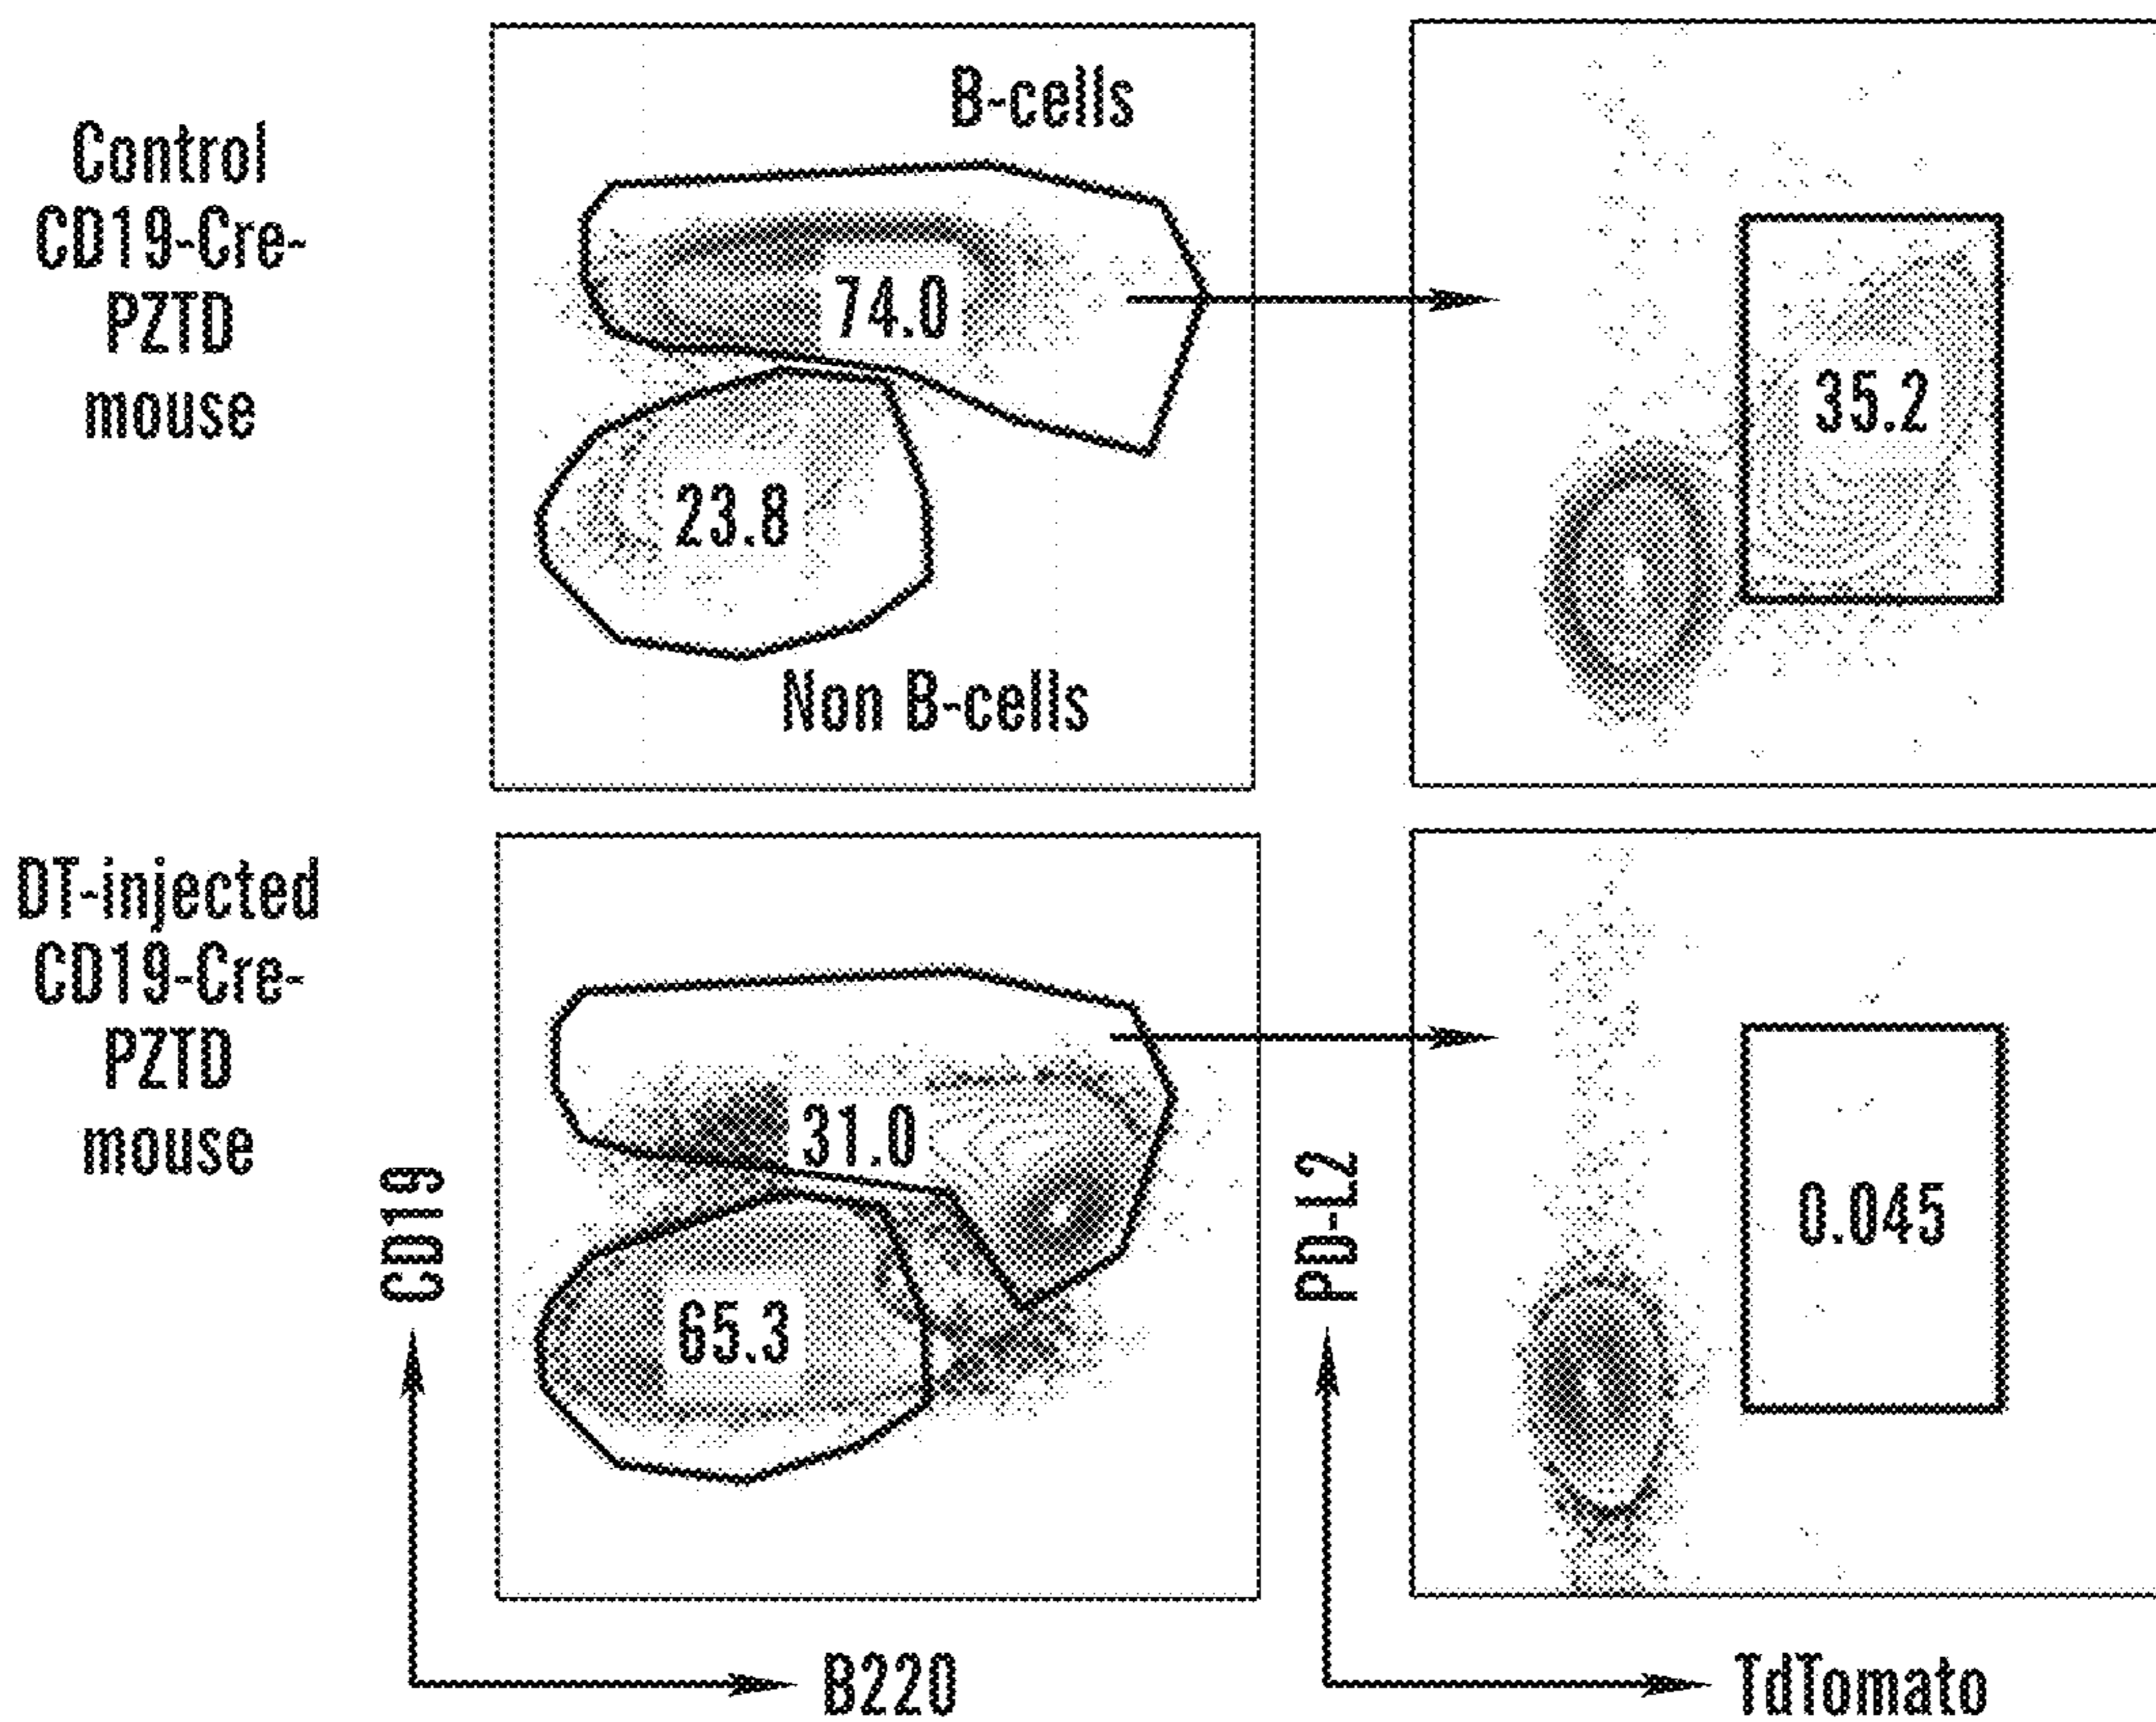 Control
CD19-Cre-
PZTD
mouse
B-cells
74.0
23.8
Non B-cells
35.2
DT-injected
CD19-Cre-
PZTD
mouse
CD19
31.0
65.3
B220
PD-L2
0.045
TdTomato